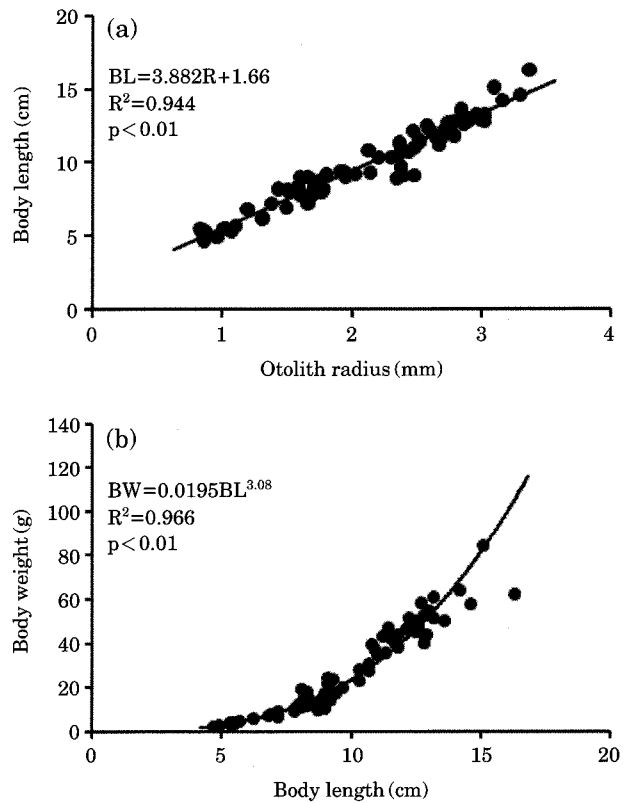 (a)
BL=3.882R+1.66
R²=0.944
p<0.01
Body length (cm)
20
15
10
5
0
0 1 2 3 4
Otolith radius (mm)
(b)
BW=0.0195BL³·⁰⁸
R²=0.966
p<0.01
Body weight (g)
140
120
100
80
60
40
20
0
0 5 10 15 20
Body length (cm)